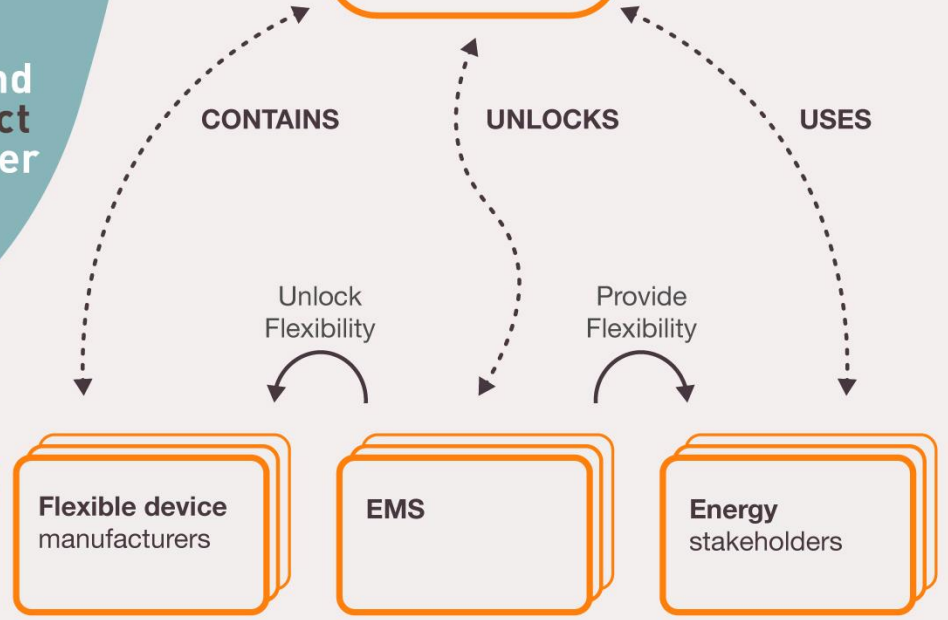 CONTAINS
UNLOCKS
USES
Unlock
Flexibility
Provide
Flexibility
Flexible device
manufacturers
EMS
Energy
stakeholders